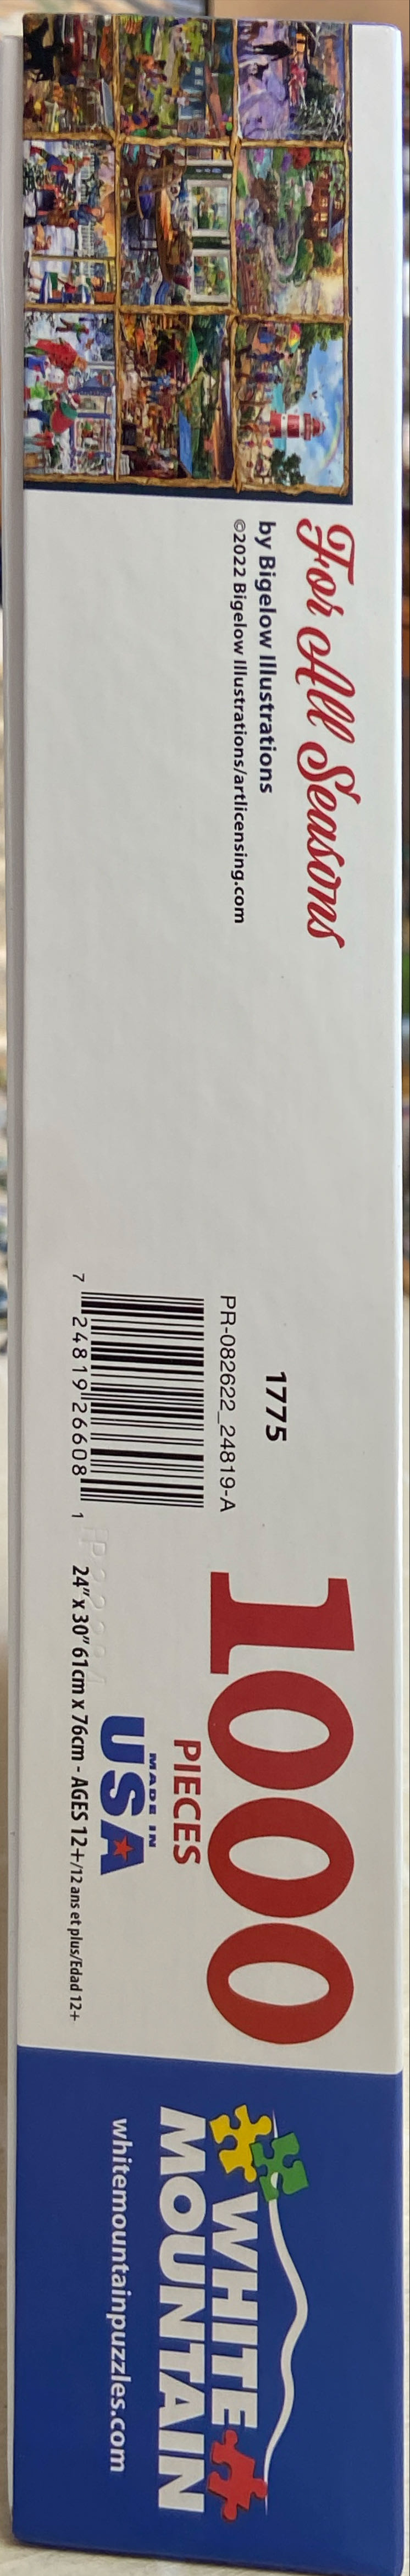 For All Seasons
by Bigelow Illustrations
©2022 Bigelow Illustrations/artlicensing.com
1775
PR-082622_24819-A
7 24819 26608 1
1000
PIECES
MADE IN
USA
24" x 30" 61cm x 76cm - AGES 12+/12 ans et plus/Edad 12+
WHITE
MOUNTAIN
whitemountainpuzzles.com